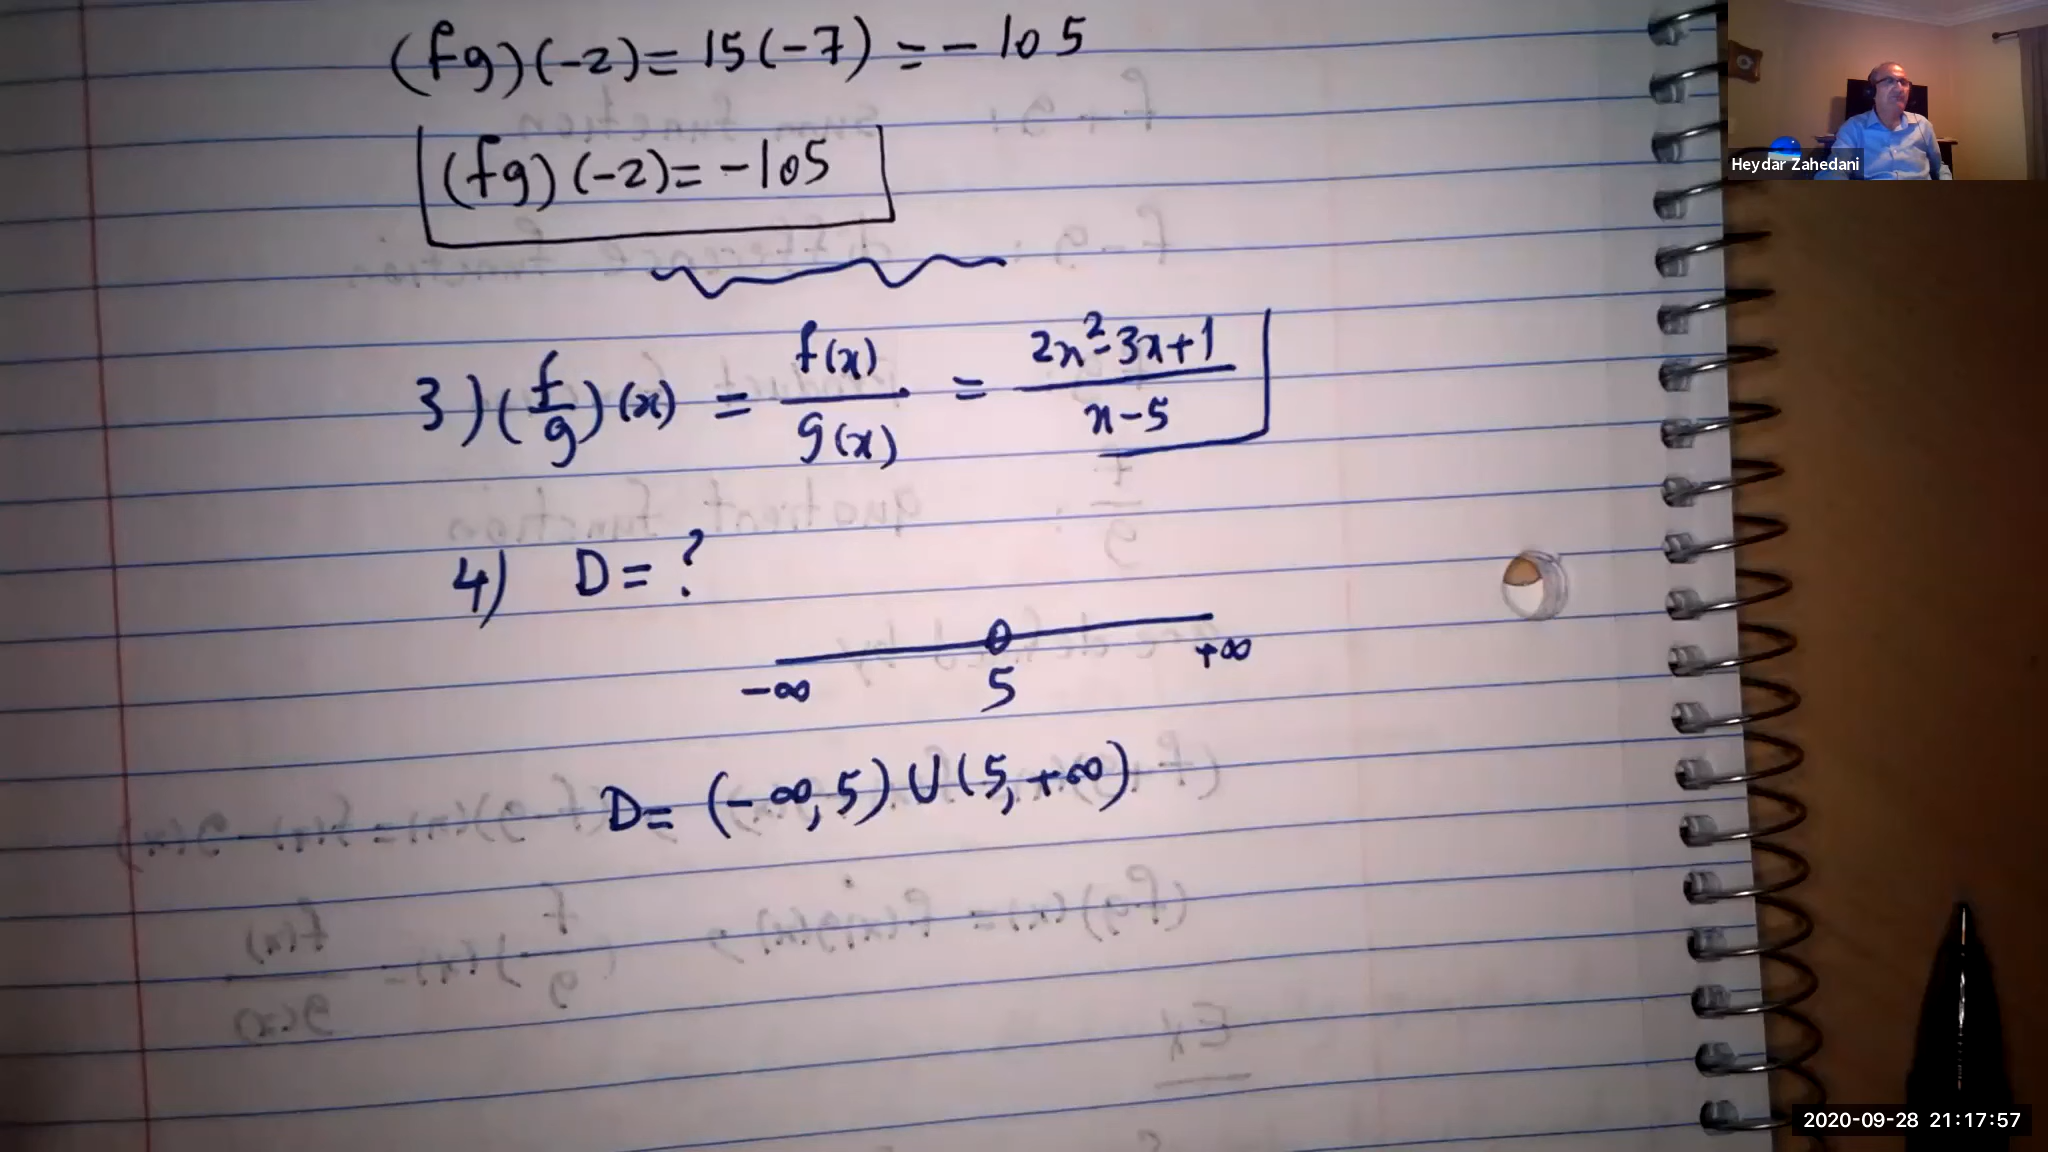 (fg)(-2) = 15(-7) = -105
(fg)(-2) = -105
3) (f/g)(x) = f(x)/g(x) = 2x²-3x+1/x-5
4) D = ?
-∞ 5 +∞
D = (-∞,5) U (5,+∞)
Heydar Zahedani
2020-09-28 21:17:57